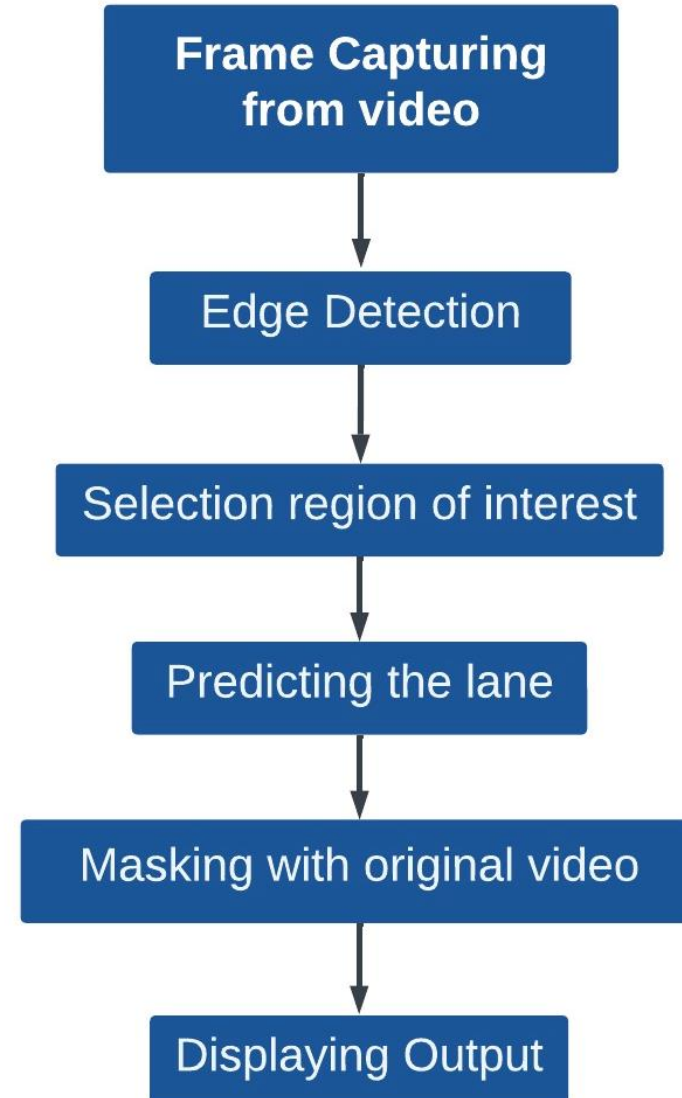 Frame Capturing
from video
Edge Detection
Selection region of interest
Predicting the lane
Masking with original video
Displaying Output